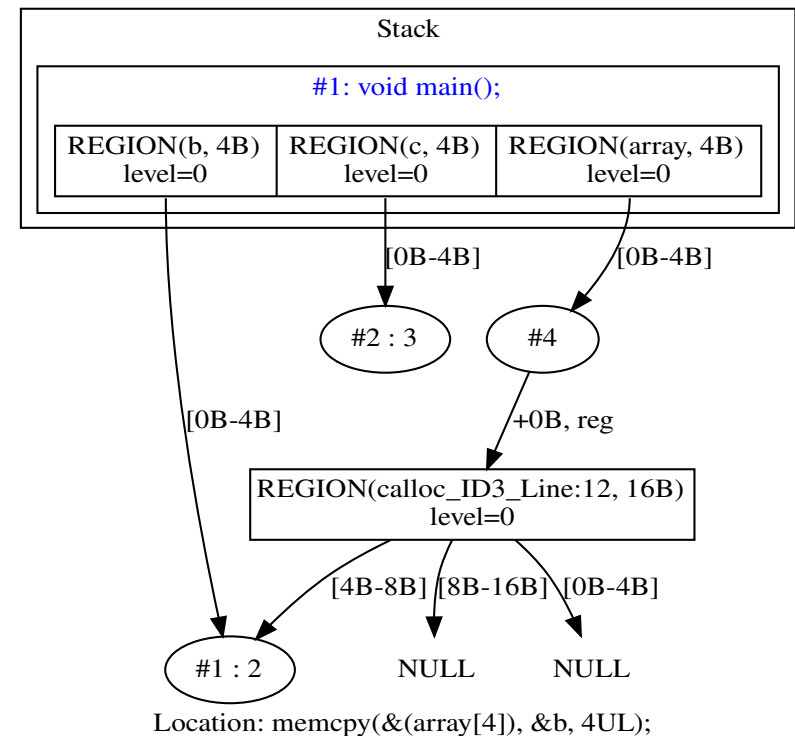 Stack
#1: void main();
REGION(b, 4B)
level=0
REGION(c, 4B)
level=0
REGION(array, 4B)
level=0
[0B-4B]
[0B-4B]
#2 : 3
#4
[0B-4B]
+0B, reg
REGION(calloc_ID3_Line:12, 16B)
level=0
[4B-8B]
[8B-16B]
[0B-4B]
#1 : 2
NULL
NULL
Location: memcpy(&(array[4]), &b, 4UL);